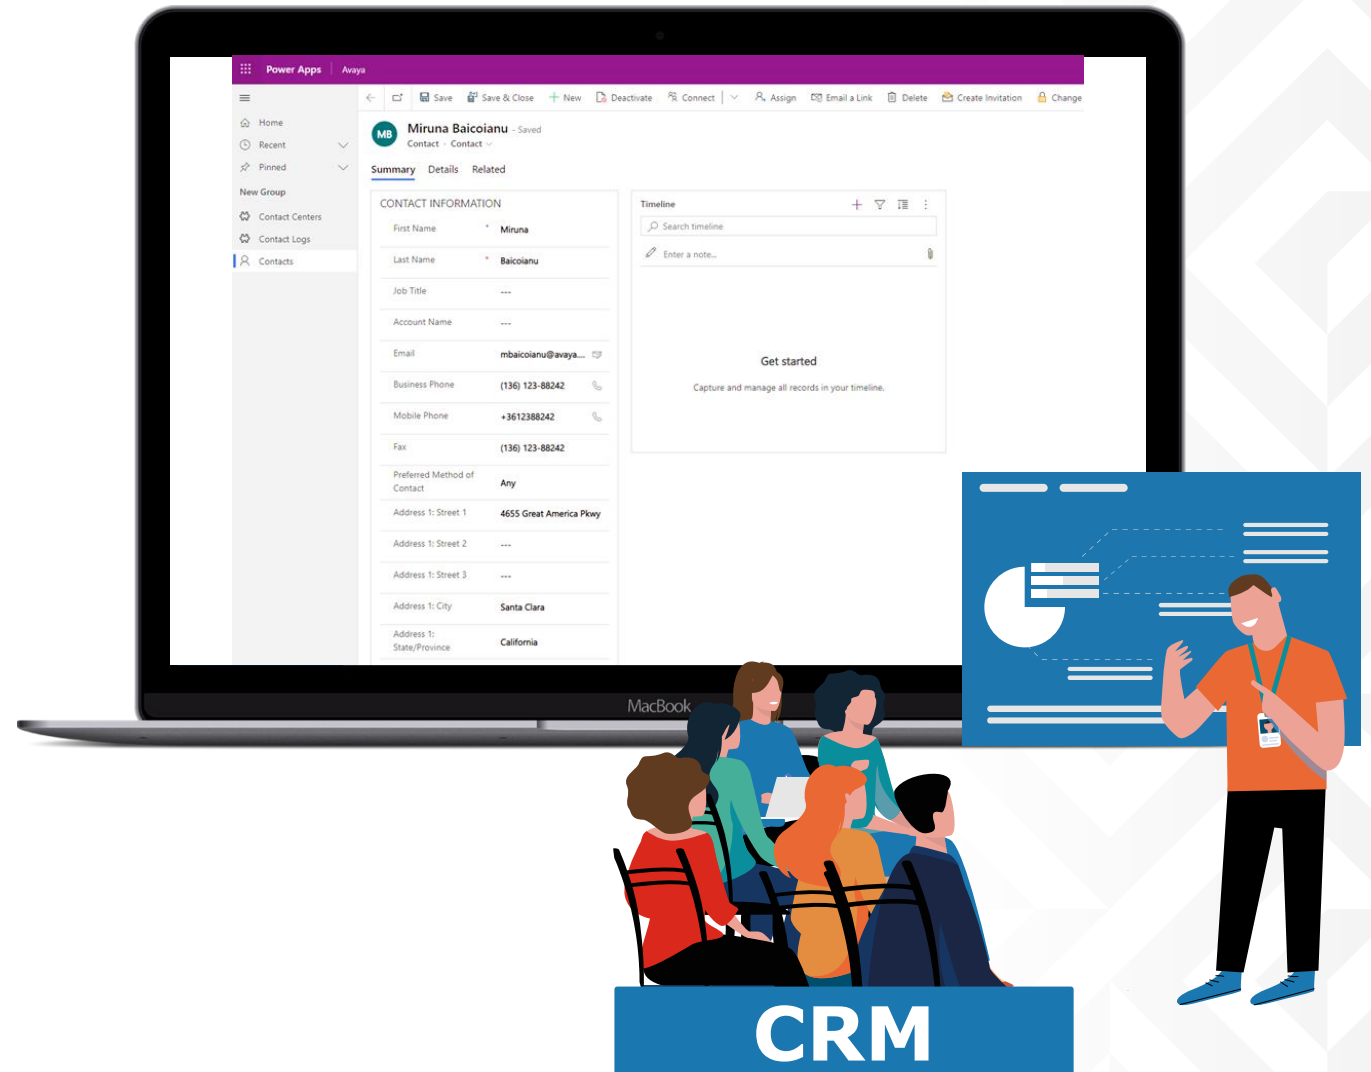 Power Apps Avaya
Save Save & Close New Deactivate Connect Assign Email a Link Delete Create Invitation Change
Home
Recent
Pinned
New Group
Contact Centers
Contact Logs
Contacts
MB
Miruna Baicoianu - Saved
Contact · Contact
Summary Details Related
CONTACT INFORMATION
First Name * Miruna
Last Name * Baicoianu
Job Title ---
Account Name ---
Email mbaicoianu@avaya....
Business Phone (136) 123-88242
Mobile Phone +3612388242
Fax (136) 123-88242
Preferred Method of
Contact Any
Address 1: Street 1 4655 Great America Pkwy
Address 1: Street 2 ---
Address 1: Street 3 ---
Address 1: City Santa Clara
Address 1:
State/Province California
Timeline
Search timeline
Enter a note...
Get started
Capture and manage all records in your timeline.
MacBook
CRM